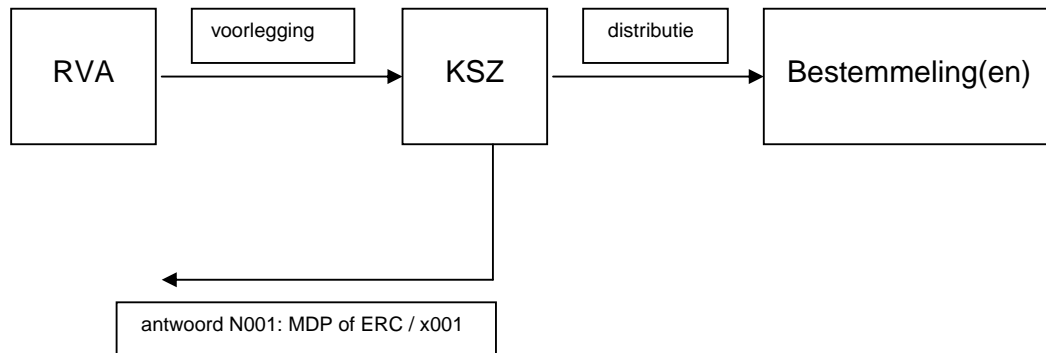 voorlegging
distributie
RVA
KSZ
Bestemmeling(en)
antwoord N001: MDP of ERC / x001